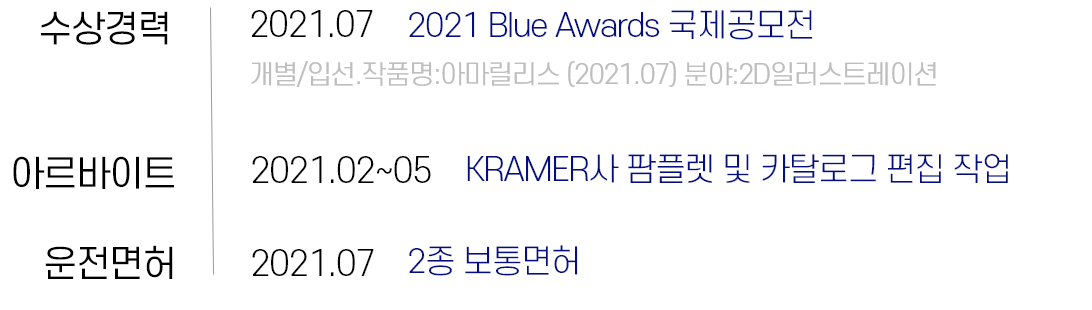 수상경력 2021.07 2021 Blue Awards 국제공모전
개별/입선.작품명:아마릴리스 (2021.07) 분야:2D일러스트레이션
아르바이트 2021.02~05 KRAMER사 팜플렛 및 카탈로그 편집 작업
운전면허 2021.07 2종 보통면허